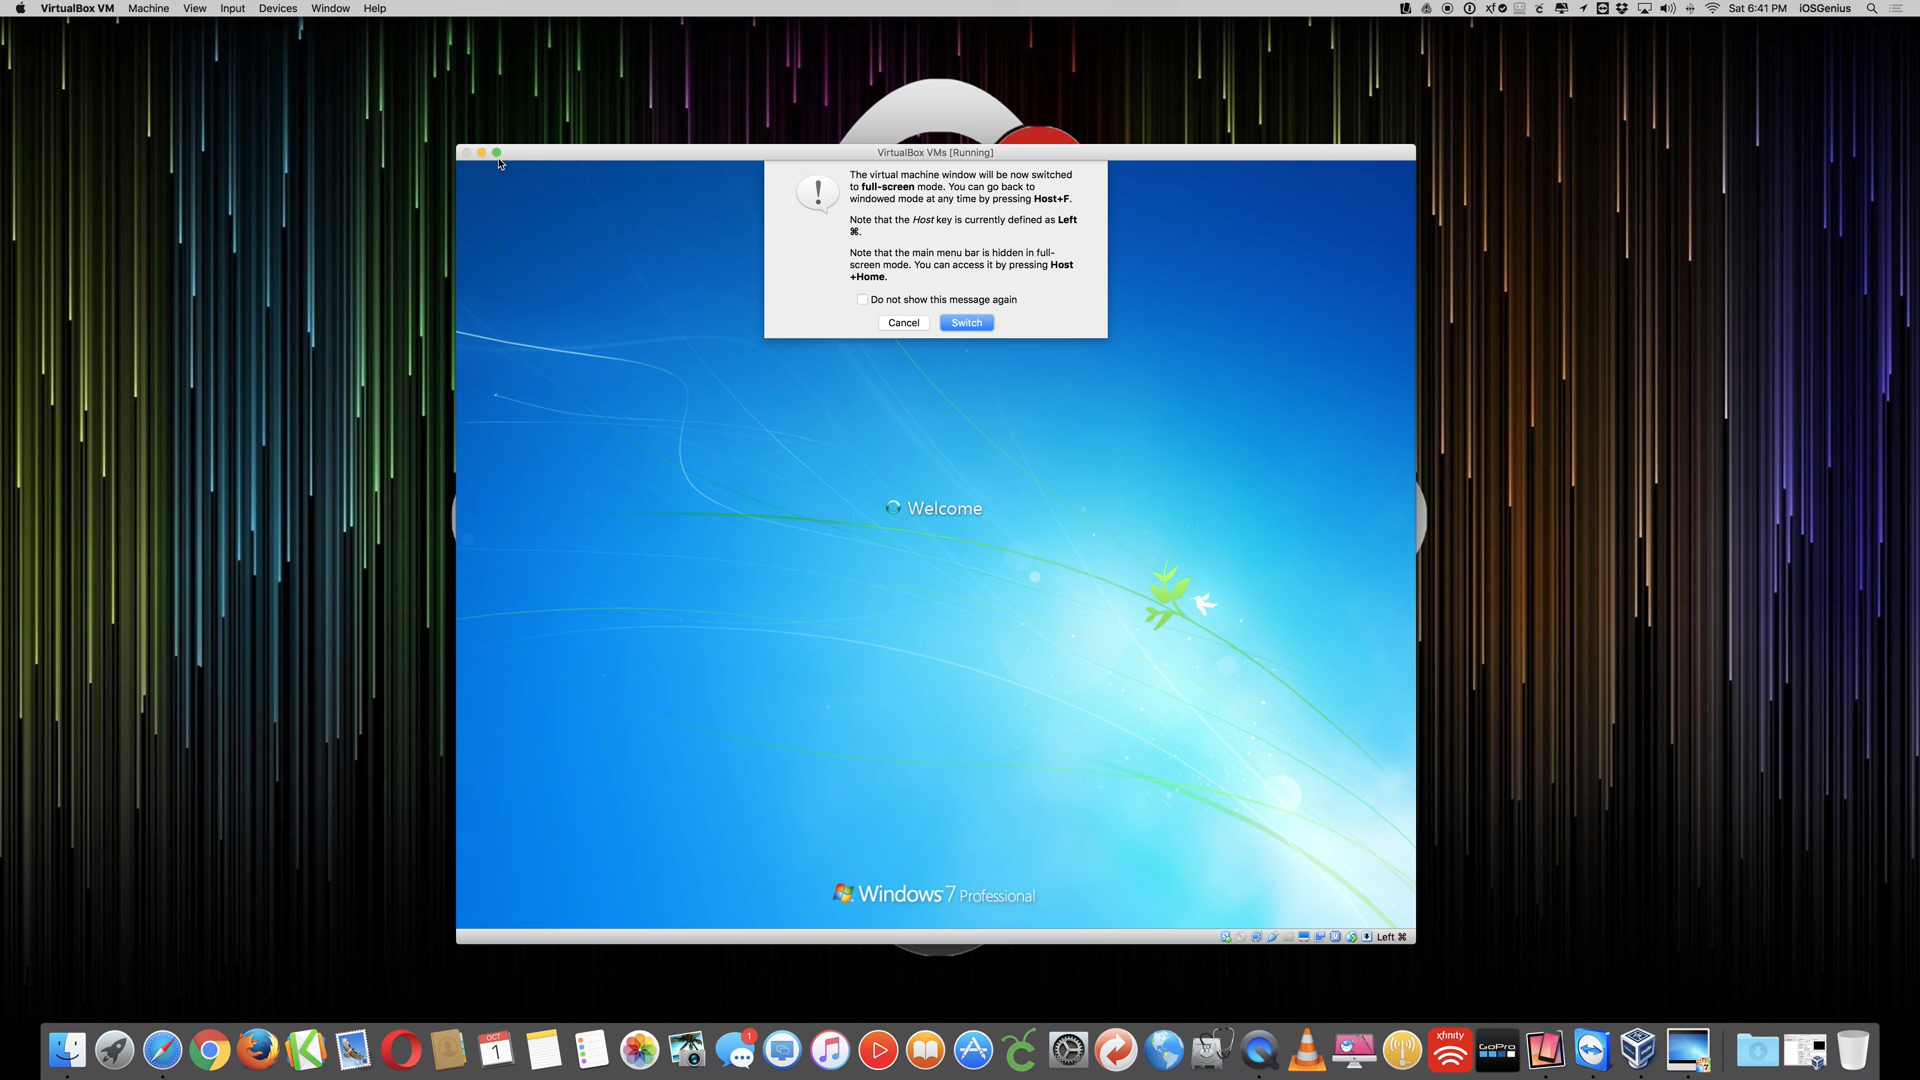 VirtualBox VM Machine View Input Devices Window Help Sat 6:41 PM iOSGenius
VirtualBox VMs [Running]
The virtual machine window will be now switched
to full-screen mode. You can go back to
windowed mode at any time by pressing Host+F.
Note that the Host key is currently defined as Left
⌘.
Note that the main menu bar is hidden in full-
screen mode. You can access it by pressing Host
+Home.
Do not show this message again
Cancel Switch
Welcome
Windows 7 Professional
Left ⌘
OCT
1
1
xfinity
GoPro